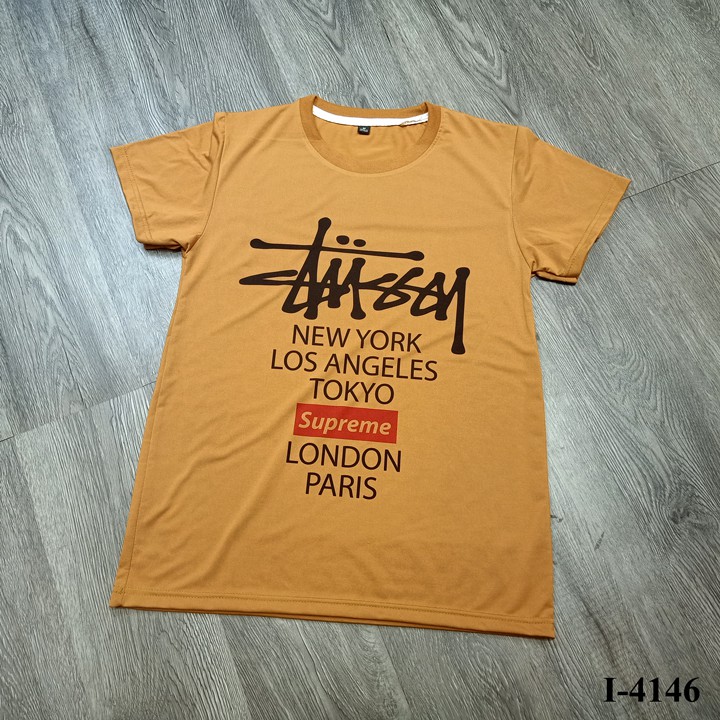 Stüssy
NEW YORK
LOS ANGELES
TOKYO
Supreme
LONDON
PARIS
I-4146